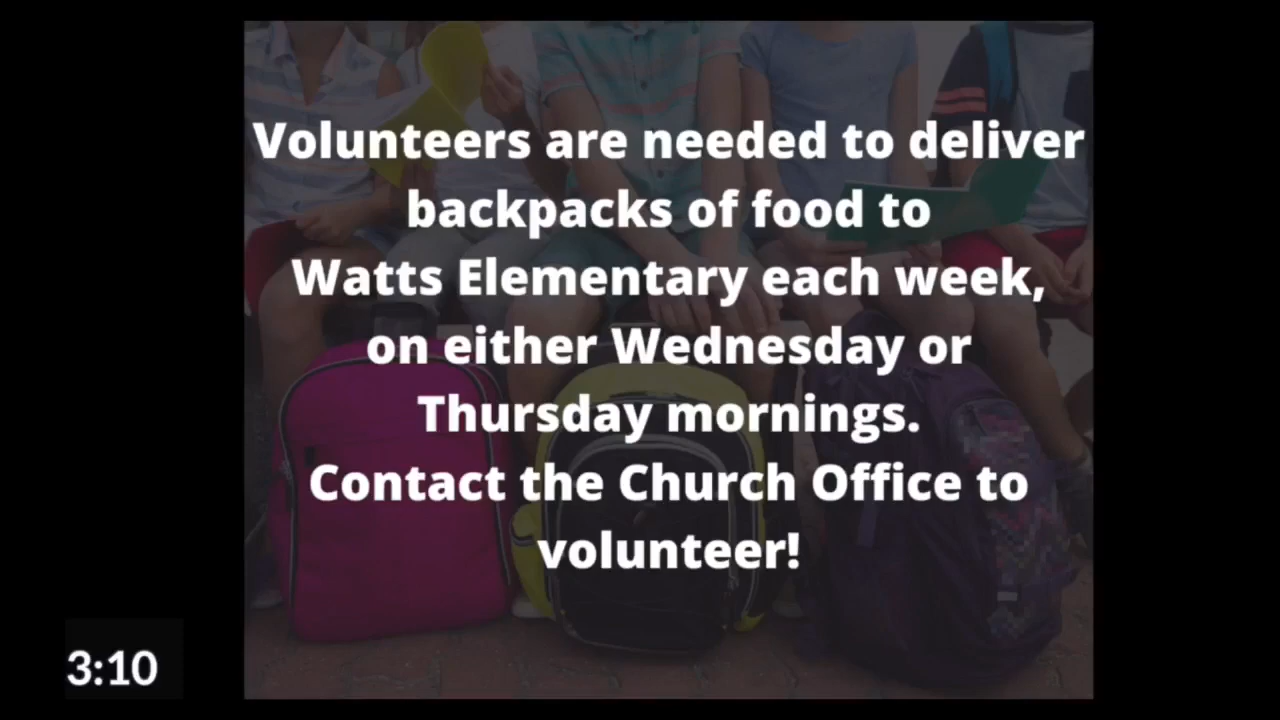 Volunteers are needed to deliver
backpacks of food to
Watts Elementary each week,
on either Wednesday or
Thursday mornings.
Contact the Church Office to
volunteer!
3:10